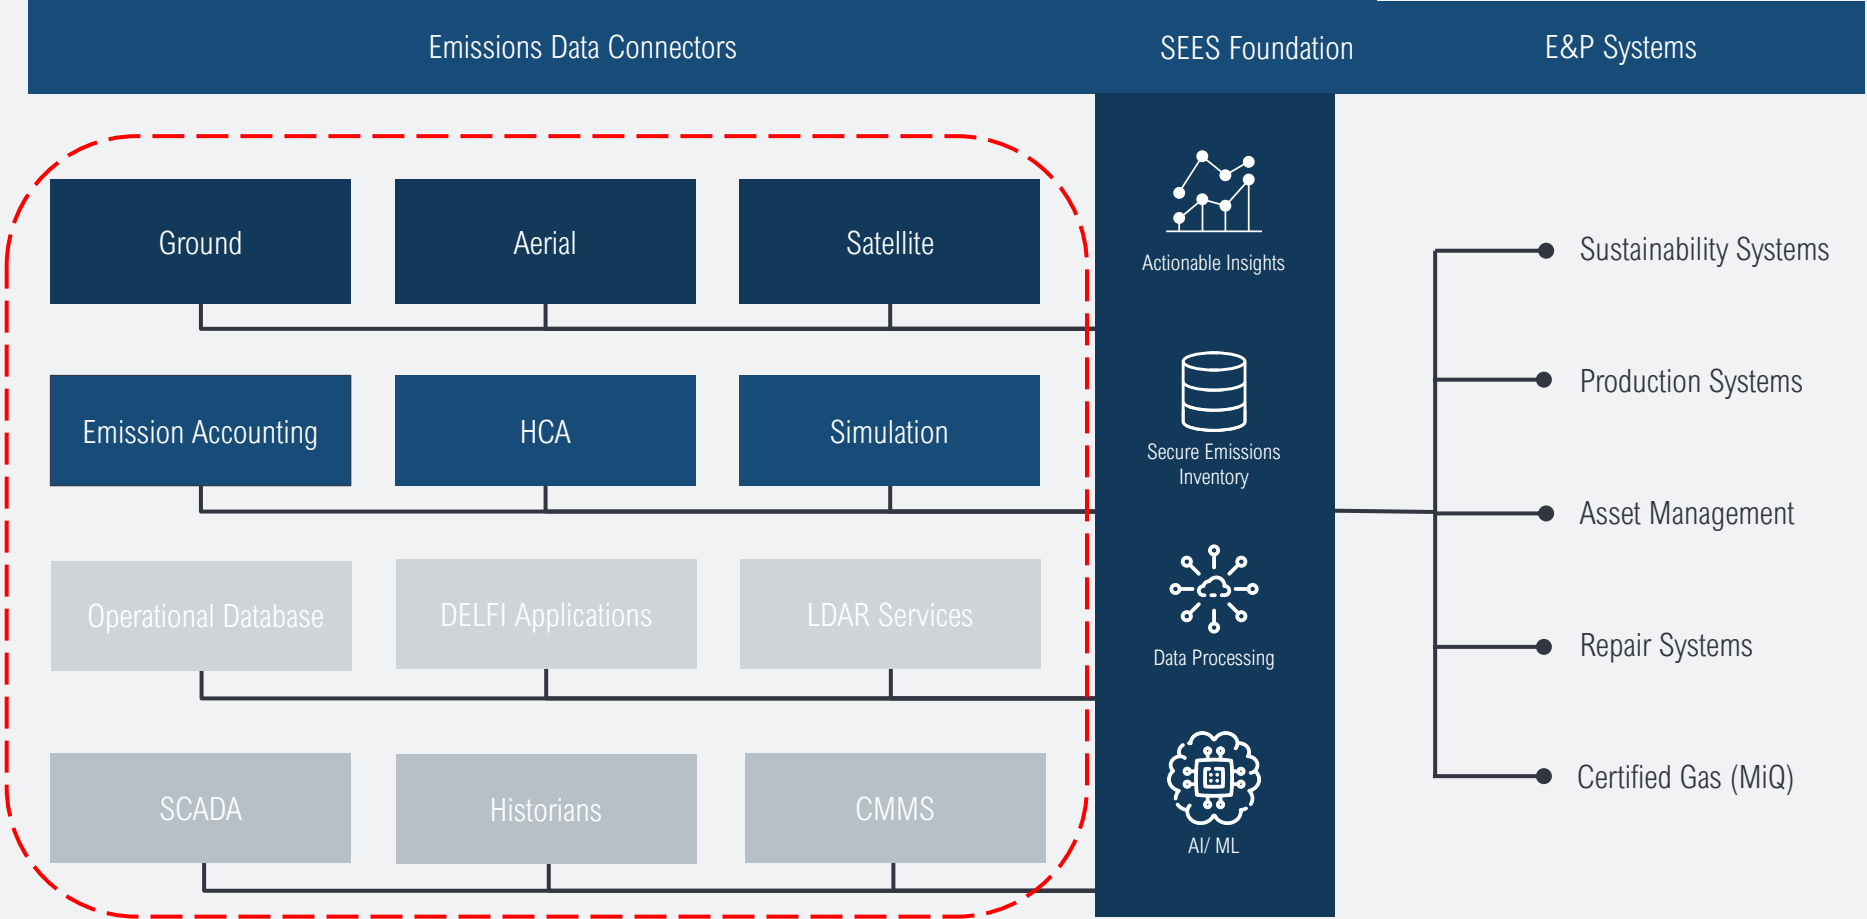 Emissions Data Connectors
SEES Foundation
E&P Systems
Ground
Aerial
Satellite
Emission Accounting
HCA
Simulation
Operational Database
DELFI Applications
LDAR Services
SCADA
Historians
CMMS
Actionable Insights
Secure Emissions
Inventory
Data Processing
AI/ ML
Sustainability Systems
Production Systems
Asset Management
Repair Systems
Certified Gas (MiQ)